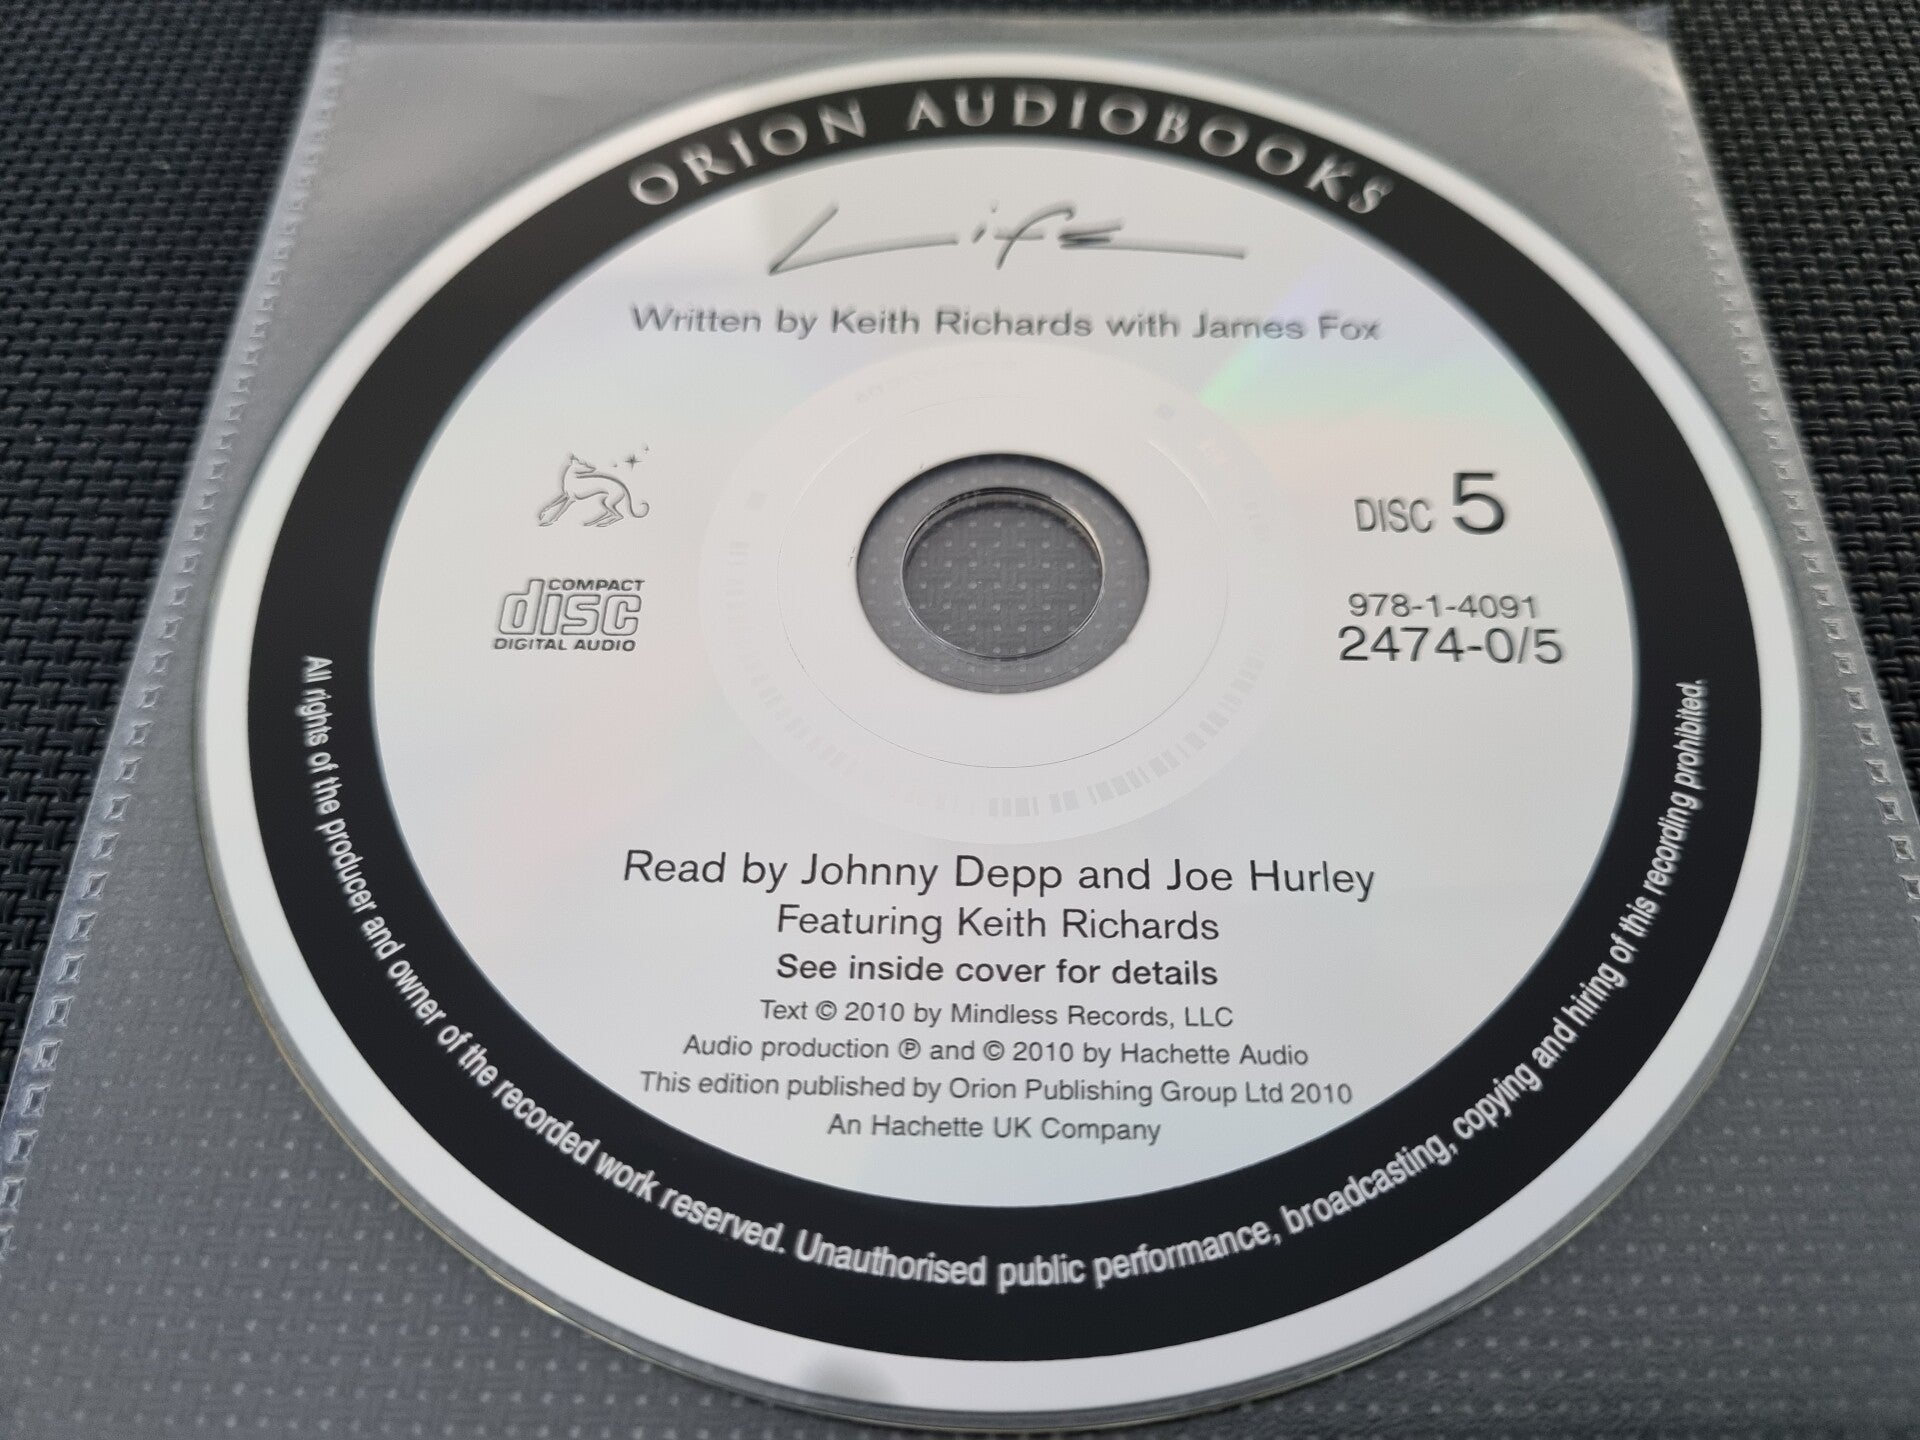 ORION AUDIOBOOKS
Life
Written by Keith Richards with James Fox
DISC 5
COMPACT
disc
DIGITAL AUDIO
978-1-4091
2474-0/5
Read by Johnny Depp and Joe Hurley
Featuring Keith Richards
See inside cover for details
Text © 2010 by Mindless Records, LLC
Audio production ℗ and © 2010 by Hachette Audio
This edition published by Orion Publishing Group Ltd 2010
An Hachette UK Company
All rights of the producer and owner of the recorded work reserved. Unauthorised public performance, broadcasting, copying and hiring of this recording prohibited.